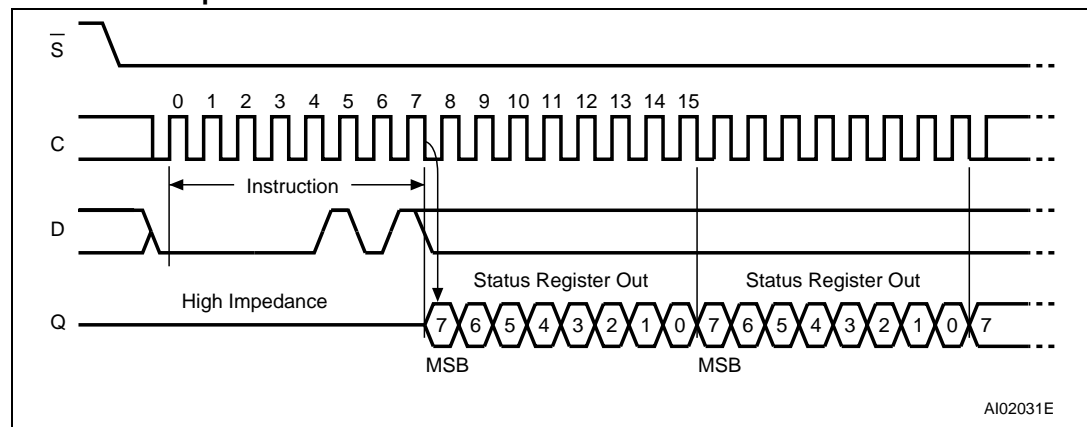 S
0 1 2 3 4 5 6 7 8 9 10 11 12 13 14 15
C
Instruction
D
Status Register Out Status Register Out
High Impedance
Q 7 6 5 4 3 2 1 0 7 6 5 4 3 2 1 0 7
MSB MSB
AI02031E